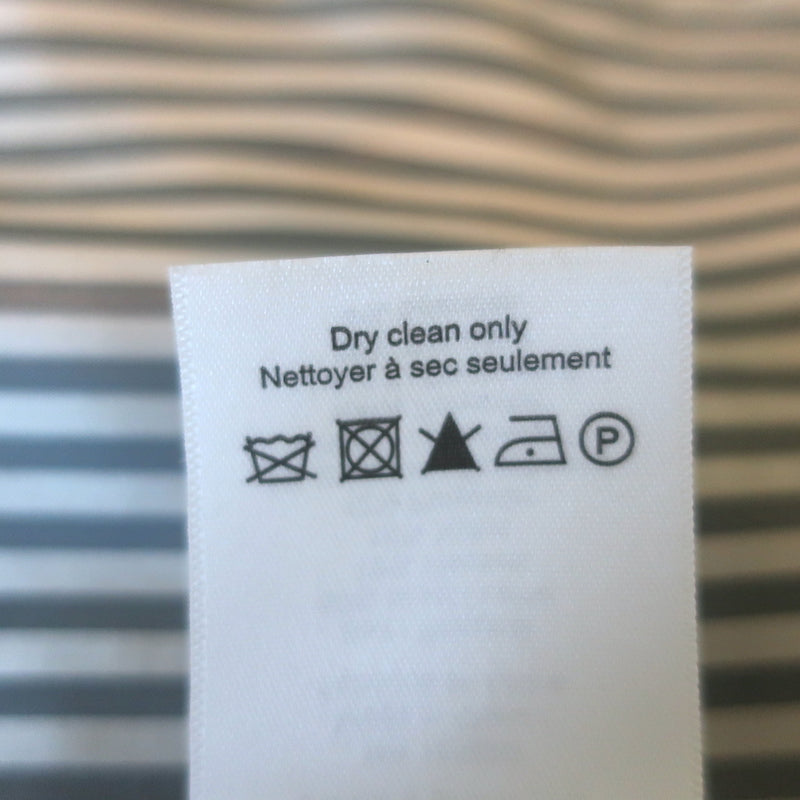 Dry clean only
Nettoyer à sec seulement
P